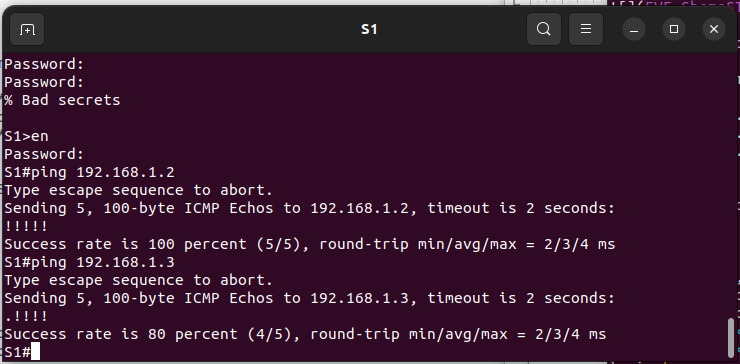 S1
Password:
Password:
% Bad secrets
S1>en
Password:
S1#ping 192.168.1.2
Type escape sequence to abort.
Sending 5, 100-byte ICMP Echos to 192.168.1.2, timeout is 2 seconds:
!!!!!
Success rate is 100 percent (5/5), round-trip min/avg/max = 2/3/4 ms
S1#ping 192.168.1.3
Type escape sequence to abort.
Sending 5, 100-byte ICMP Echos to 192.168.1.3, timeout is 2 seconds:
.!!!!
Success rate is 80 percent (4/5), round-trip min/avg/max = 2/3/4 ms
S1#